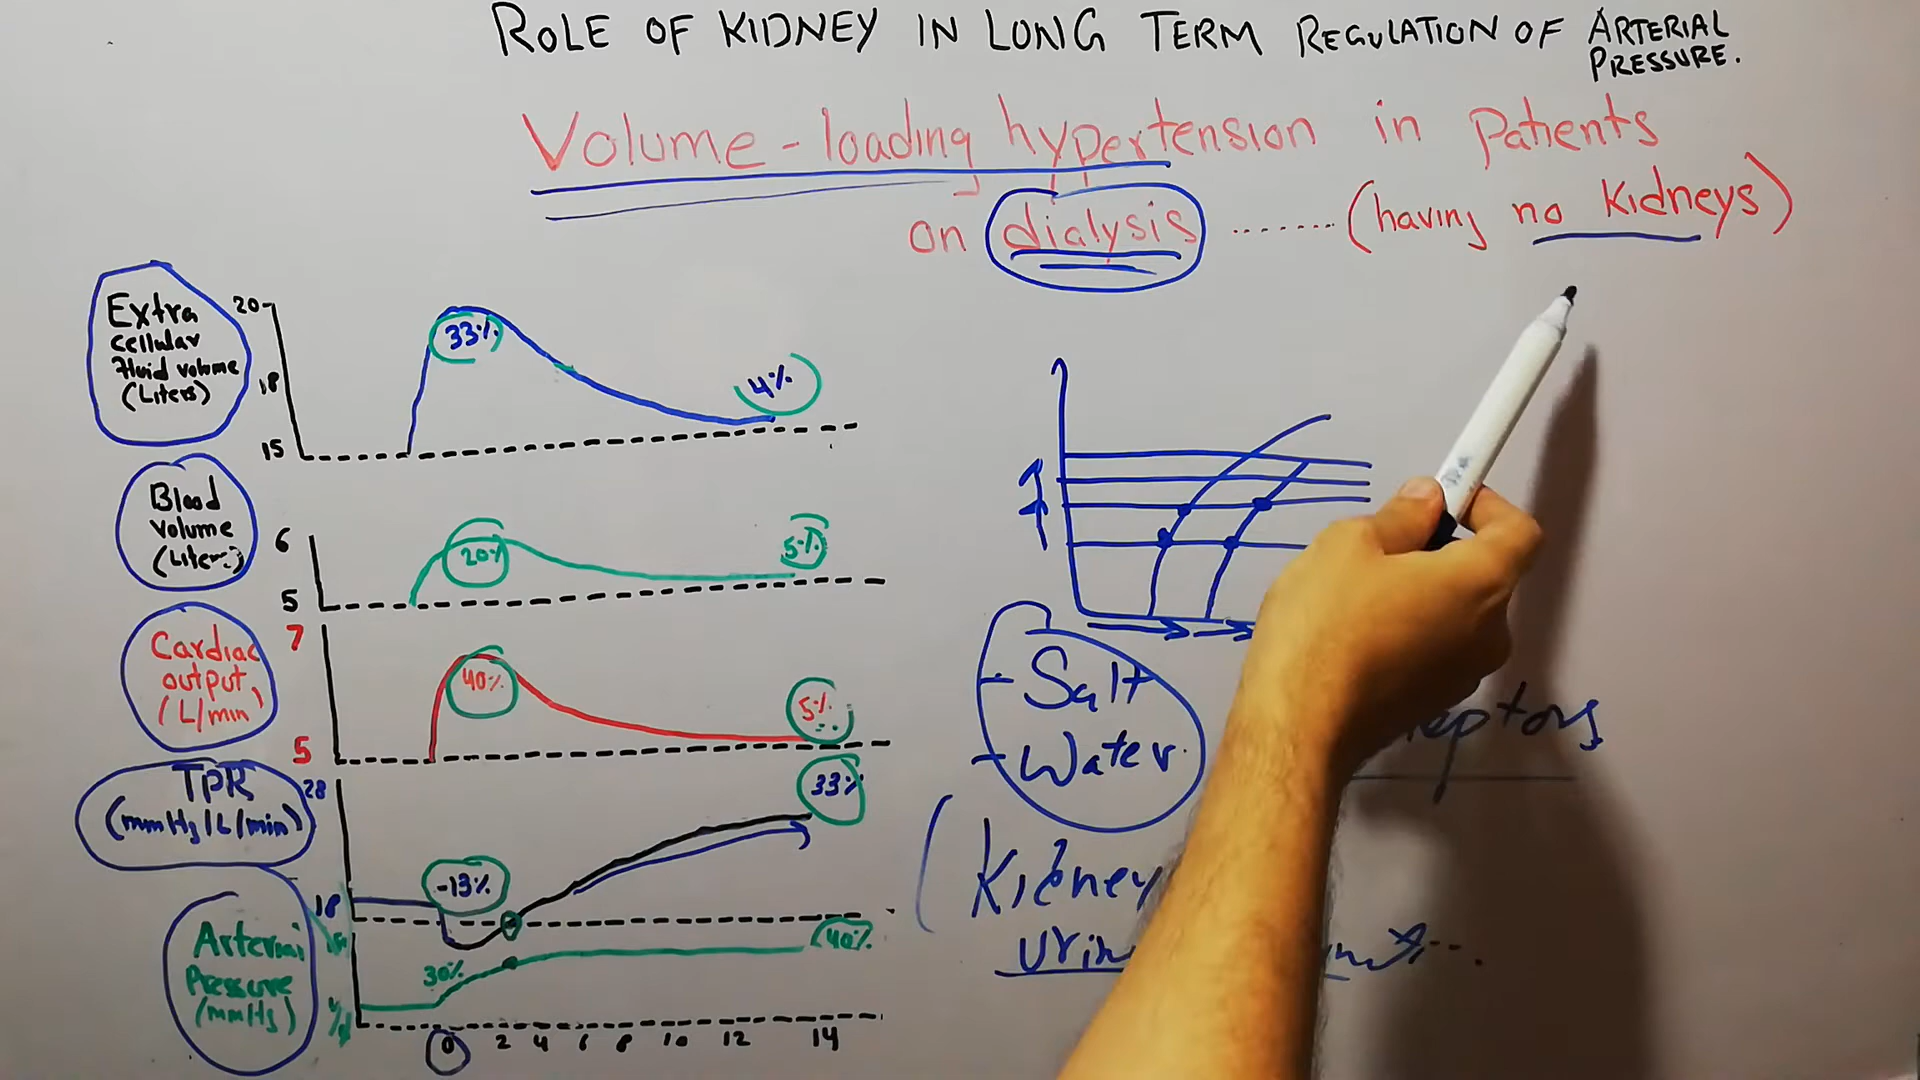 ROLE OF KIDNEY IN LONG TERM REGULATION OF ARTERIAL PRESSURE.
Volume - loading hypertension in Patients
on dialysis ........ (having no kidneys)
Extra
cellular
fluid volume
(Liters)
20
18
15
33%
4%
Blood
volume
6
5
20%
5%
Cardiac
output
(L/min)
7
5
40%
5%
TPR
(mmHg/L/min)
28
18
-13%
33%
Pressure
(mmHg)
30%
40%
0 2 4 6 8 10 12 14
Salt
Water
Kidney